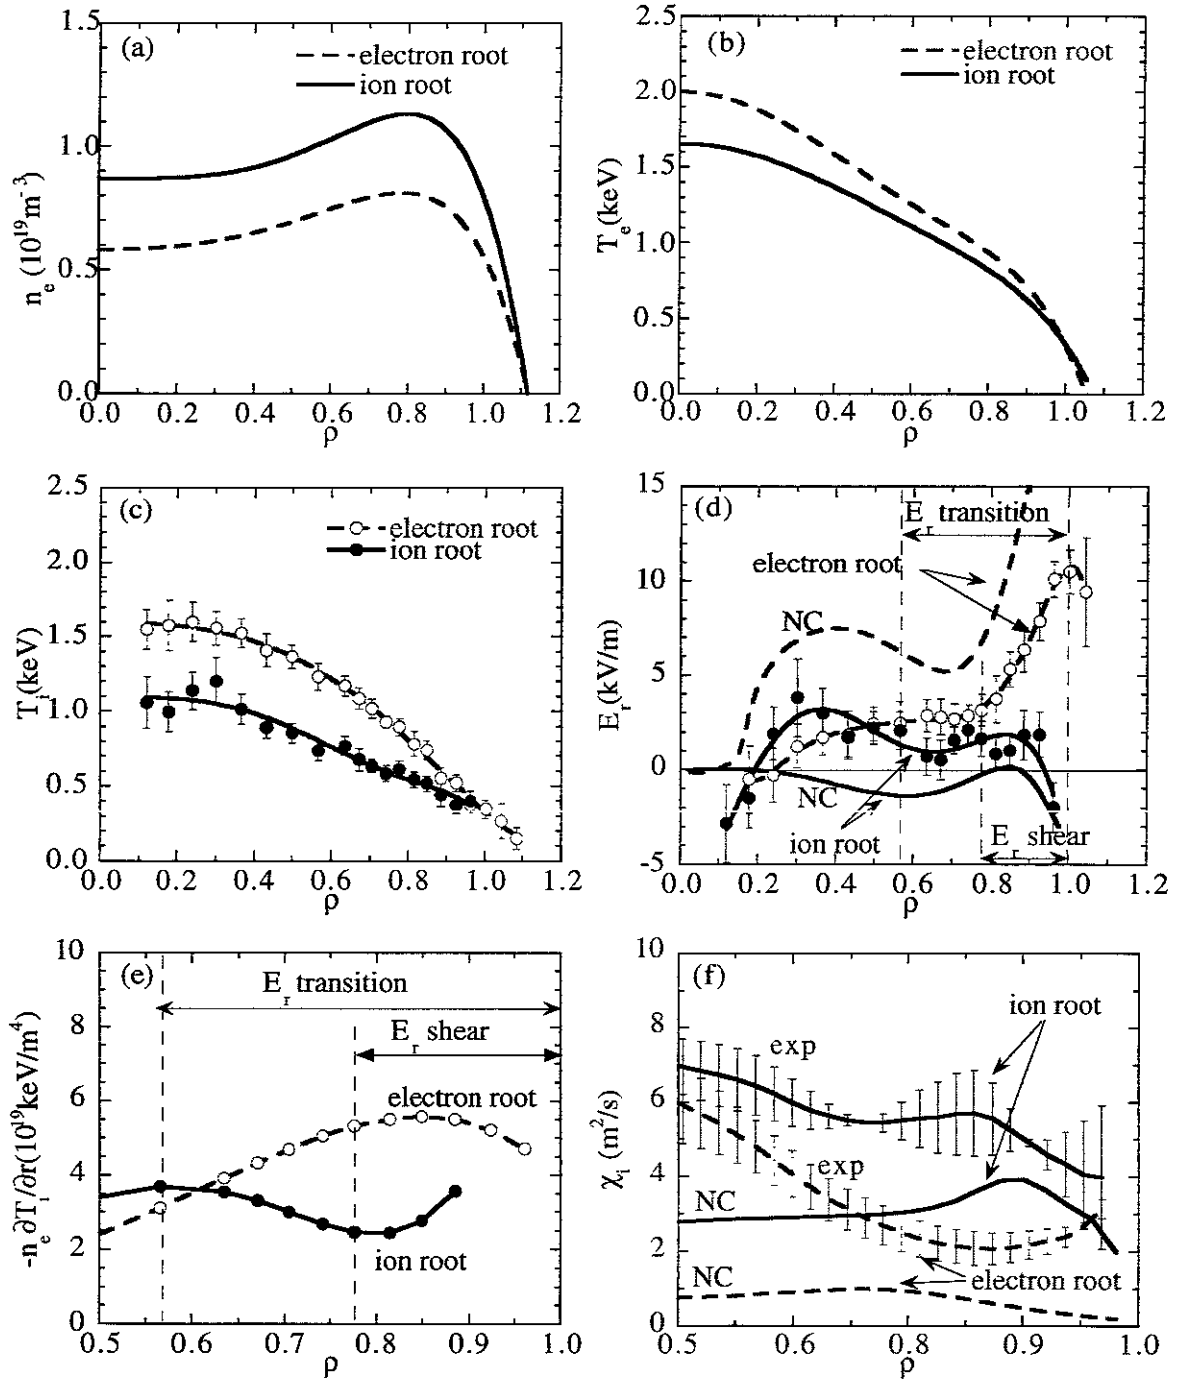 (a)
electron root
ion root
n_e (10^19 m^-3)
1.5
1.0
0.5
0.0
0.0 0.2 0.4 0.6 0.8 1.0 1.2
ρ
(b)
electron root
ion root
T_e (keV)
2.5
2.0
1.5
1.0
0.5
0.0
0.0 0.2 0.4 0.6 0.8 1.0 1.2
ρ
(c)
electron root
ion root
T_i (keV)
2.5
2.0
1.5
1.0
0.5
0.0
0.0 0.2 0.4 0.6 0.8 1.0 1.2
ρ
(d)
E_r transition
electron root
NC
NC
ion root
E_r shear
E_r (kV/m)
15
10
5
0
-5
0.0 0.2 0.4 0.6 0.8 1.0 1.2
ρ
(e)
E_r transition
E_r shear
electron root
ion root
-n_e ∂T_i/∂r (10^19 keV/m^4)
10
8
6
4
2
0
0.5 0.6 0.7 0.8 0.9 1.0
ρ
(f)
ion root
exp
exp
NC
NC
electron root
χ_i (m^2/s)
10
8
6
4
2
0
0.5 0.6 0.7 0.8 0.9 1.0
ρ